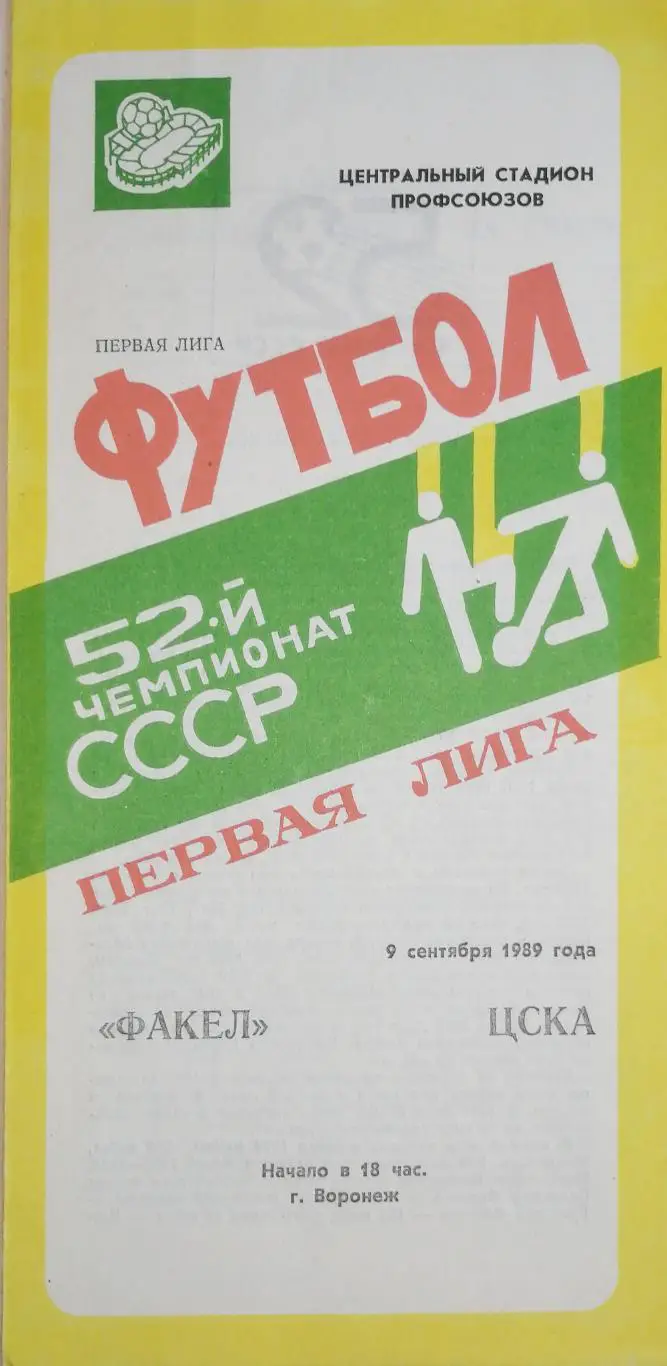 ЦЕНТРАЛЬНЫЙ СТАДИОН
ПРОФСОЮЗОВ
ПЕРВАЯ ЛИГА
ФУТБОЛ
52-Й
ЧЕМПИОНАТ
СССР
ПЕРВАЯ ЛИГА
9 сентября 1989 года
«ФАКЕЛ» ЦСКА
Начало в 18 час.
г. Воронеж